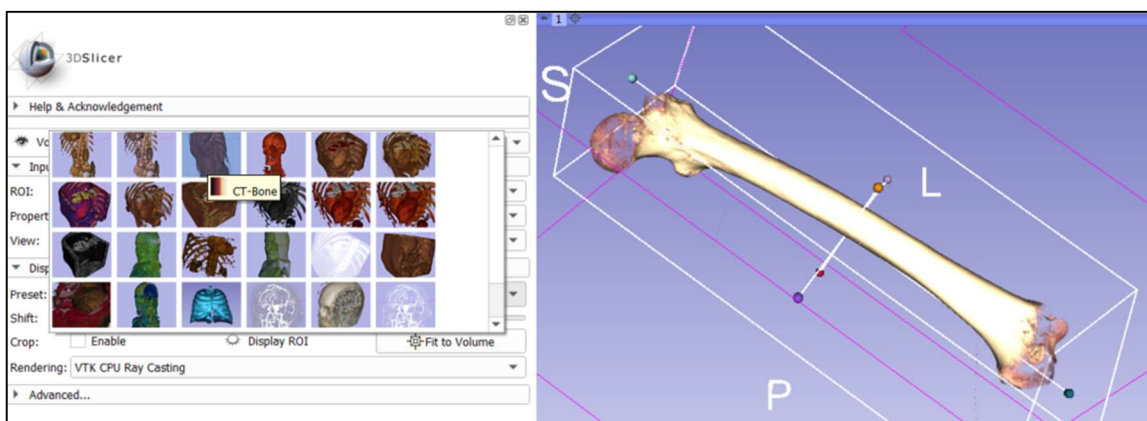 3DSlicer
Help & Acknowledgement
Vo
Inpu
CT-Bone
ROI:
Propert
View:
Disp
Preset:
Shift:
Crop: Enable Display ROI Fit to Volume
Rendering: VTK CPU Ray Casting
Advanced...
1
S
L
P